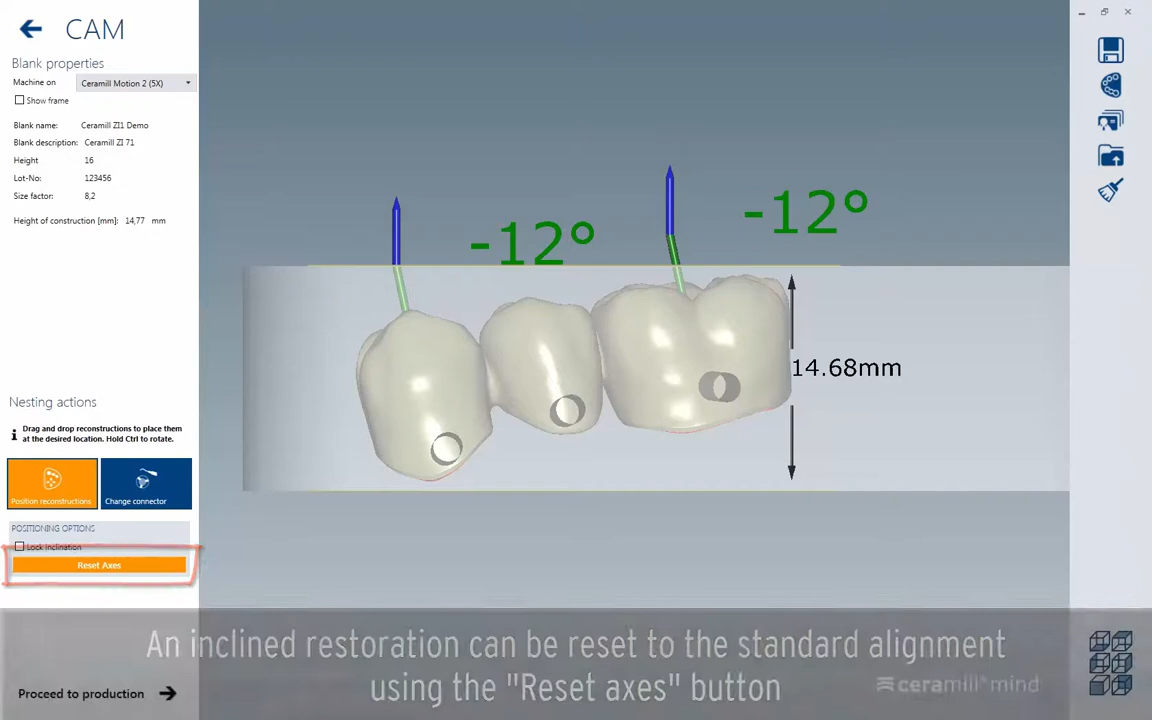 CAM
Blank properties
Machine on Ceramill Motion 2 (5X)
Show frame
Blank name: Ceramill ZI1 Demo
Blank description: Ceramill ZI 71
Height 16
Lot-No: 123456
Size factor: 8,2
Height of construction [mm]: 14,77 mm
-12°
-12°
14.68mm
Nesting actions
Drag and drop reconstructions to place them
at the desired location. Hold Ctrl to rotate.
Position reconstructions
Change connector
POSITIONING OPTIONS
Lock inclination
Reset Axes
An inclined restoration can be reset to the standard alignment
using the "Reset axes" button
Proceed to production
ceramill® mind